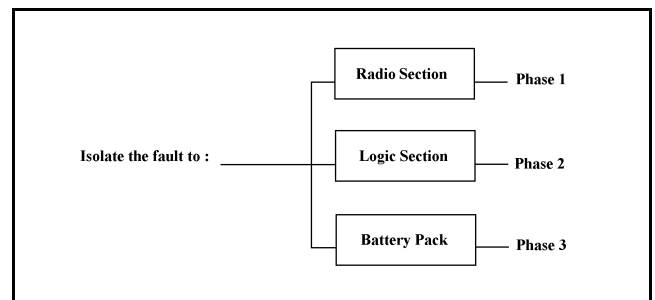 Radio Section
Phase 1
Isolate the fault to :
Logic Section
Phase 2
Battery Pack
Phase 3